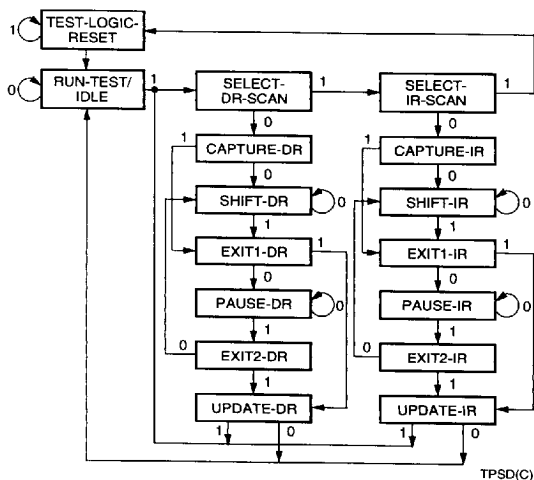 1
TEST-LOGIC-
RESET
0
RUN-TEST/
IDLE
1
SELECT-
DR-SCAN
1
SELECT-
IR-SCAN
1
0
0
1
CAPTURE-DR
1
CAPTURE-IR
0
0
SHIFT-DR
0
SHIFT-IR
0
1
1
EXIT1-DR
1
EXIT1-IR
1
0
0
PAUSE-DR
0
PAUSE-IR
0
1
1
0
EXIT2-DR
0
EXIT2-IR
1
1
UPDATE-DR
UPDATE-IR
1
0
1
0
TPSD(C)